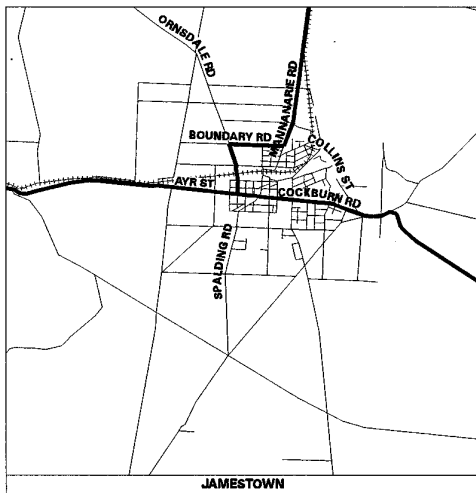 ORNSDALE RD
MANNANARIE RD
BOUNDARY RD
COLLINS ST
AYR ST
COCKBURN RD
SPALDING RD
JAMESTOWN